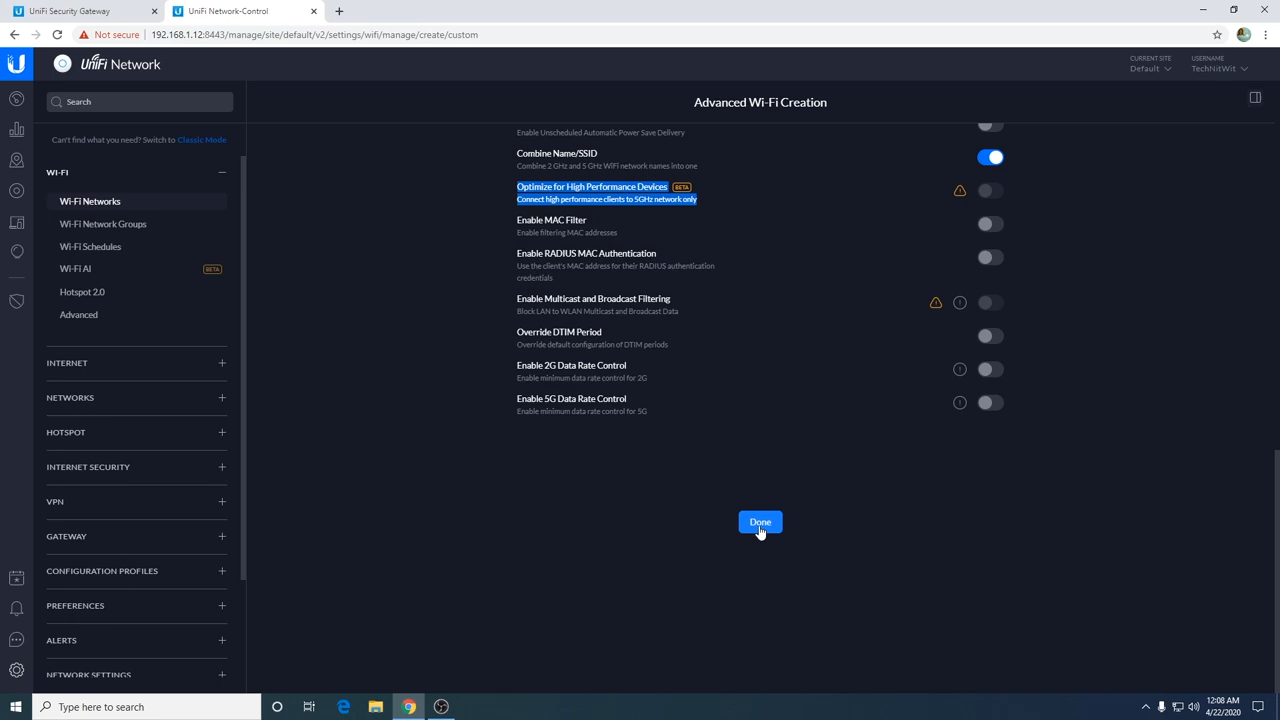 UniFi Security Gateway
UniFi Network-Control
Not secure
192.168.1.12:8443/manage/site/default/v2/settings/wifi/manage/create/custom
UniFi Network
CURRENT SITE
Default
USERNAME
TechNitWit
Search
Can't find what you need? Switch to Classic Mode
WI-FI
Wi-Fi Networks
Wi-Fi Network Groups
Wi-Fi Schedules
Wi-Fi AI
BETA
Hotspot 2.0
Advanced
INTERNET
NETWORKS
HOTSPOT
INTERNET SECURITY
VPN
GATEWAY
CONFIGURATION PROFILES
PREFERENCES
ALERTS
NETWORK SETTINGS
Advanced Wi-Fi Creation
Enable Unscheduled Automatic Power Save Delivery
Combine Name/SSID
Combine 2 GHz and 5 GHz WiFi network names into one
Optimize for High Performance Devices BETA
Connect high performance clients to 5GHz network only
Enable MAC Filter
Enable filtering MAC addresses
Enable RADIUS MAC Authentication
Use the client's MAC address for their RADIUS authentication
credentials
Enable Multicast and Broadcast Filtering
Block LAN to WLAN Multicast and Broadcast Data
Override DTIM Period
Override default configuration of DTIM periods
Enable 2G Data Rate Control
Enable minimum data rate control for 2G
Enable 5G Data Rate Control
Enable minimum data rate control for 5G
Done
Type here to search
12:08 AM
4/22/2020